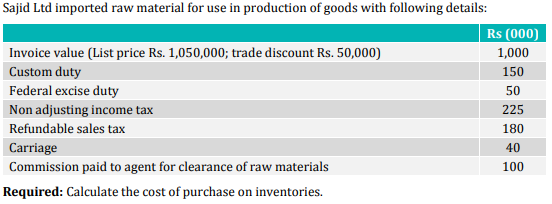 Sajid Ltd imported raw material for use in production of goods with following details:
Rs (000)
Invoice value (List price Rs. 1,050,000; trade discount Rs. 50,000) 1,000
Custom duty 150
Federal excise duty 50
Non adjusting income tax 225
Refundable sales tax 180
Carriage 40
Commission paid to agent for clearance of raw materials 100
Required: Calculate the cost of purchase on inventories.